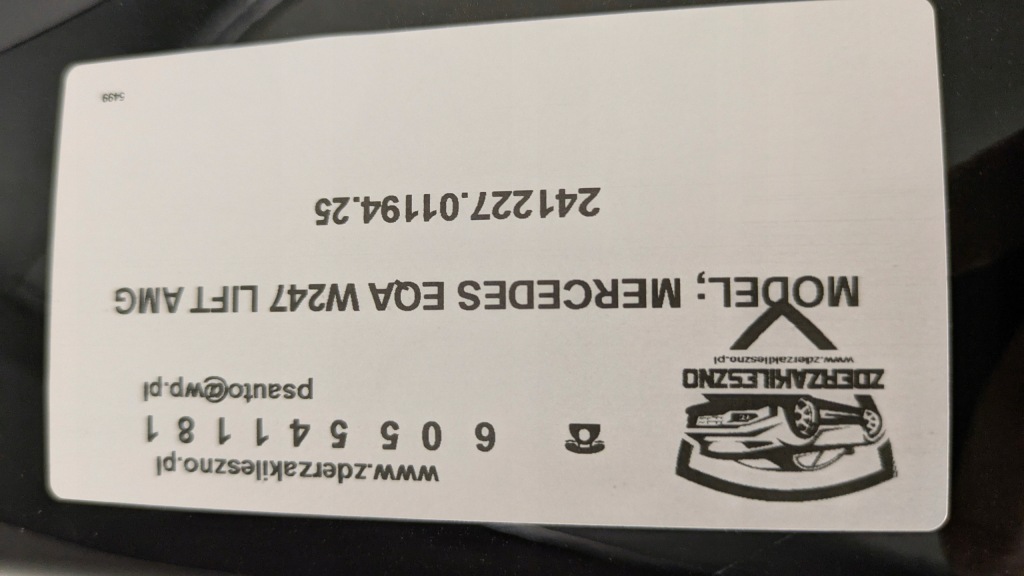 www.zderzakileszno.pl
6 0 5 5 4 1 1 8 1
psauto@wp.pl
ZDERZAKILESZNO
www.zderzakileszno.pl
MODEL; MERCEDES EQA W247 LIFT AMG
241227.01194.25
5499